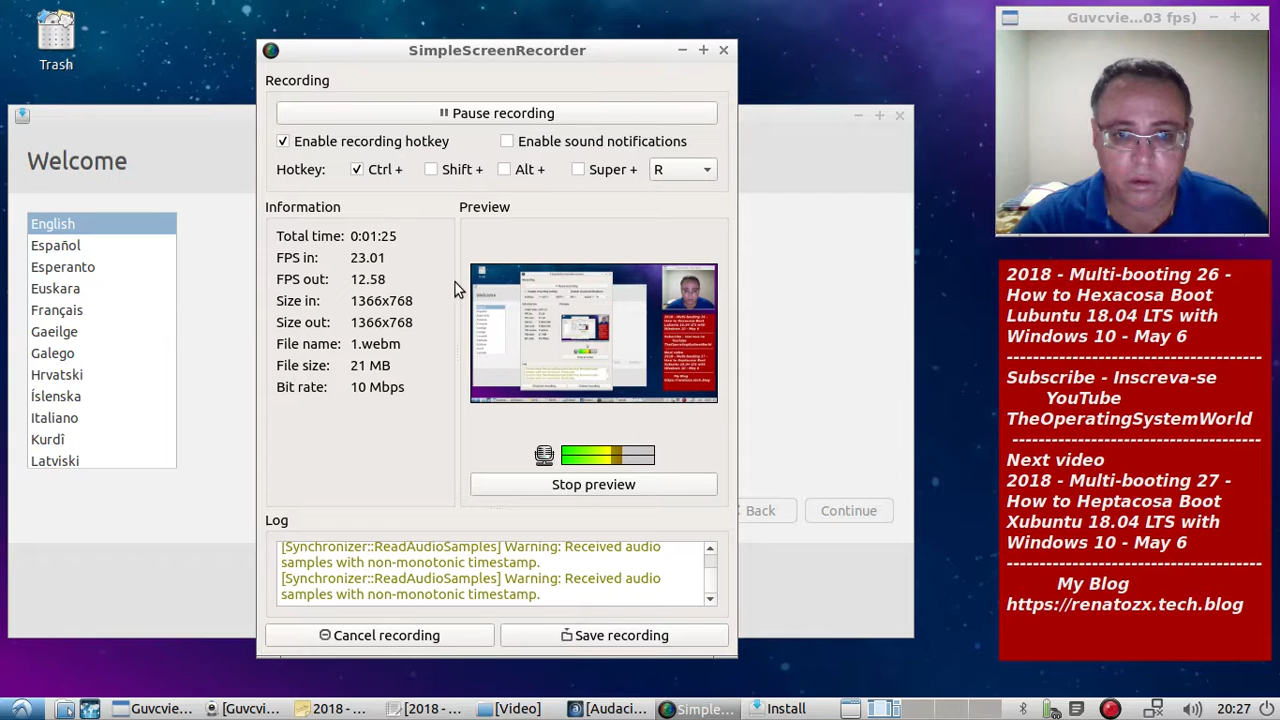 Trash
Guvcvie...03 fps)
SimpleScreenRecorder
Recording
Pause recording
Enable recording hotkey
Enable sound notifications
Hotkey:
Ctrl +
Shift +
Alt +
Super +
R
Information
Preview
Total time: 0:01:25
FPS in: 23.01
FPS out: 12.58
Size in: 1366x768
Size out: 1366x768
File name: 1.webm
File size: 21 MB
Bit rate: 10 Mbps
Stop preview
Log
[Synchronizer::ReadAudioSamples] Warning: Received audio
samples with non-monotonic timestamp.
[Synchronizer::ReadAudioSamples] Warning: Received audio
samples with non-monotonic timestamp.
Cancel recording
Save recording
Welcome
English
Español
Esperanto
Euskara
Français
Gaeilge
Galego
Hrvatski
Íslenska
Italiano
Kurdî
Latviski
Back
Continue
2018 - Multi-booting 26 -
How to Hexacosa Boot
Lubuntu 18.04 LTS with
Windows 10 - May 6
--------------------------------------
Subscribe - Inscreva-se
YouTube
TheOperatingSystemWorld
--------------------------------------
Next video
2018 - Multi-booting 27 -
How to Heptacosa Boot
Xubuntu 18.04 LTS with
Windows 10 - May 6
--------------------------------------
My Blog
https://renatozx.tech.blog
Guvcvie...
[Guvcvi...
2018 - ...
[2018 - ...
[Video]
[Audaci...
Simple...
Install
20:27